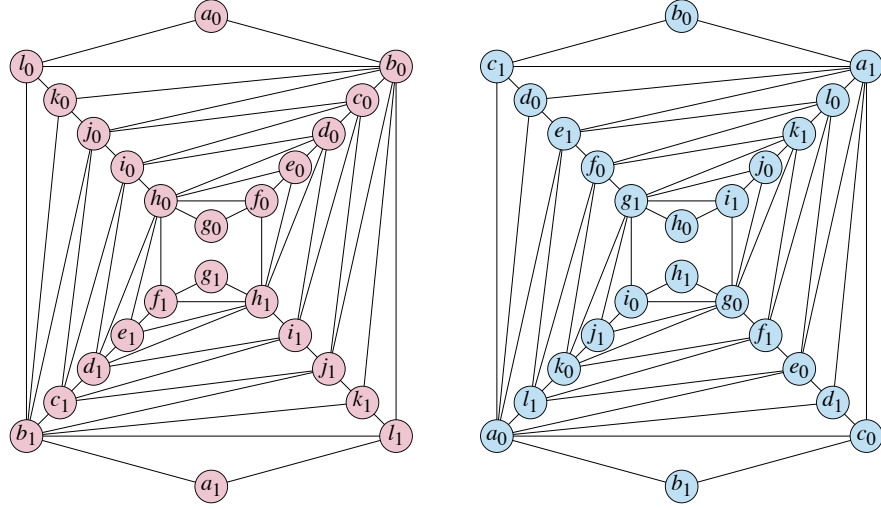 a0
l0 b0
k0 c0
j0 d0
i0 e0
h0 f0
g0
g1
f1 h1
e1 i1
d1 j1
c1 k1
b1 l1
a1
b0
c1 a1
d0 l0
e1 k1
f0 j0
g1 i1
h0
h1
i0 g0
j1 f1
k0 e0
l1 d1
a0 c0
b1